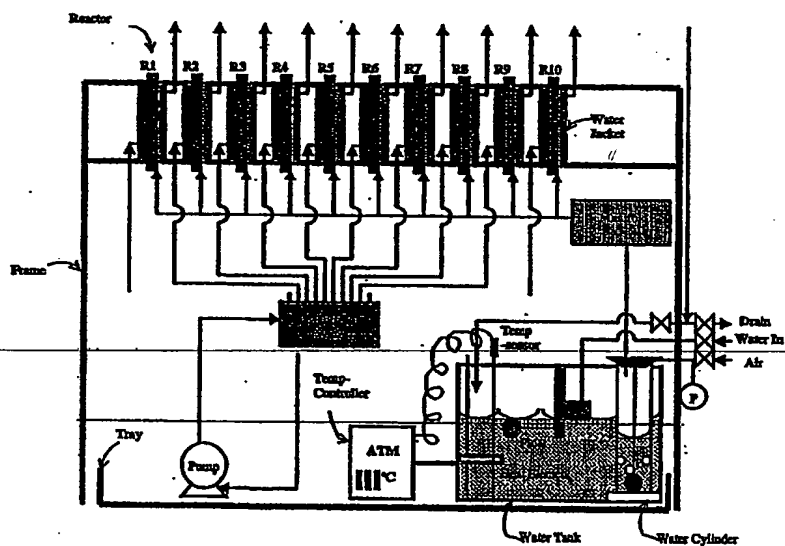 Reactor
R1 R2 R3 R4 R5 R6 R7 R8 R9 R10
Water
Jacket
Frame
Drain
Water In
Air
Temp
-sensor
P
Temp-
Controller
ATM
°C
Tray
Pump
Water Tank
Water Cylinder